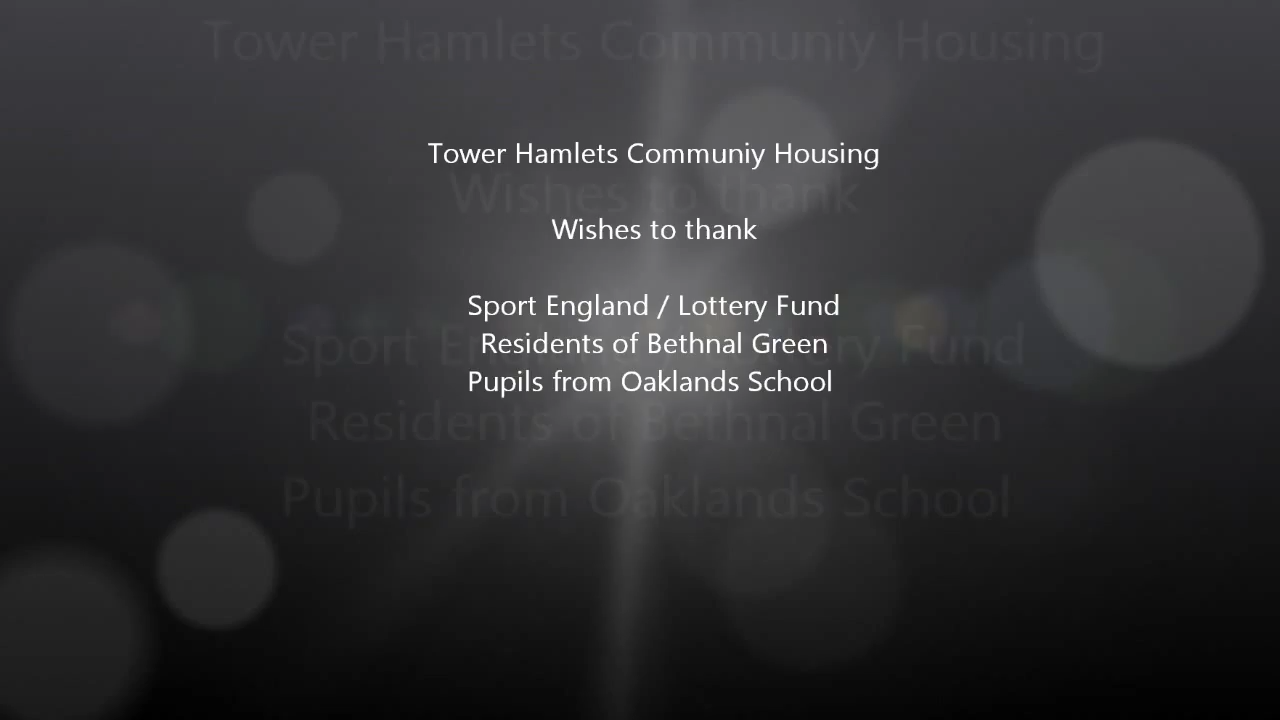 Tower Hamlets Communiy Housing
Wishes to thank
Sport England / Lottery Fund
Residents of Bethnal Green
Pupils from Oaklands School